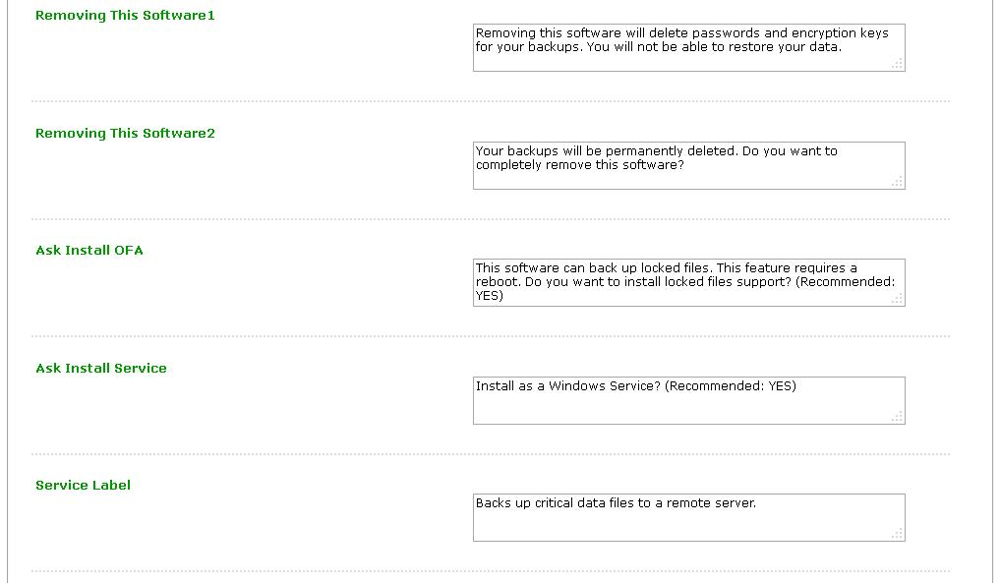 Removing This Software1
Removing this software will delete passwords and encryption keys
for your backups. You will not be able to restore your data.
Removing This Software2
Your backups will be permanently deleted. Do you want to
completely remove this software?
Ask Install OFA
This software can back up locked files. This feature requires a
reboot. Do you want to install locked files support? (Recommended:
YES)
Ask Install Service
Install as a Windows Service? (Recommended: YES)
Service Label
Backs up critical data files to a remote server.